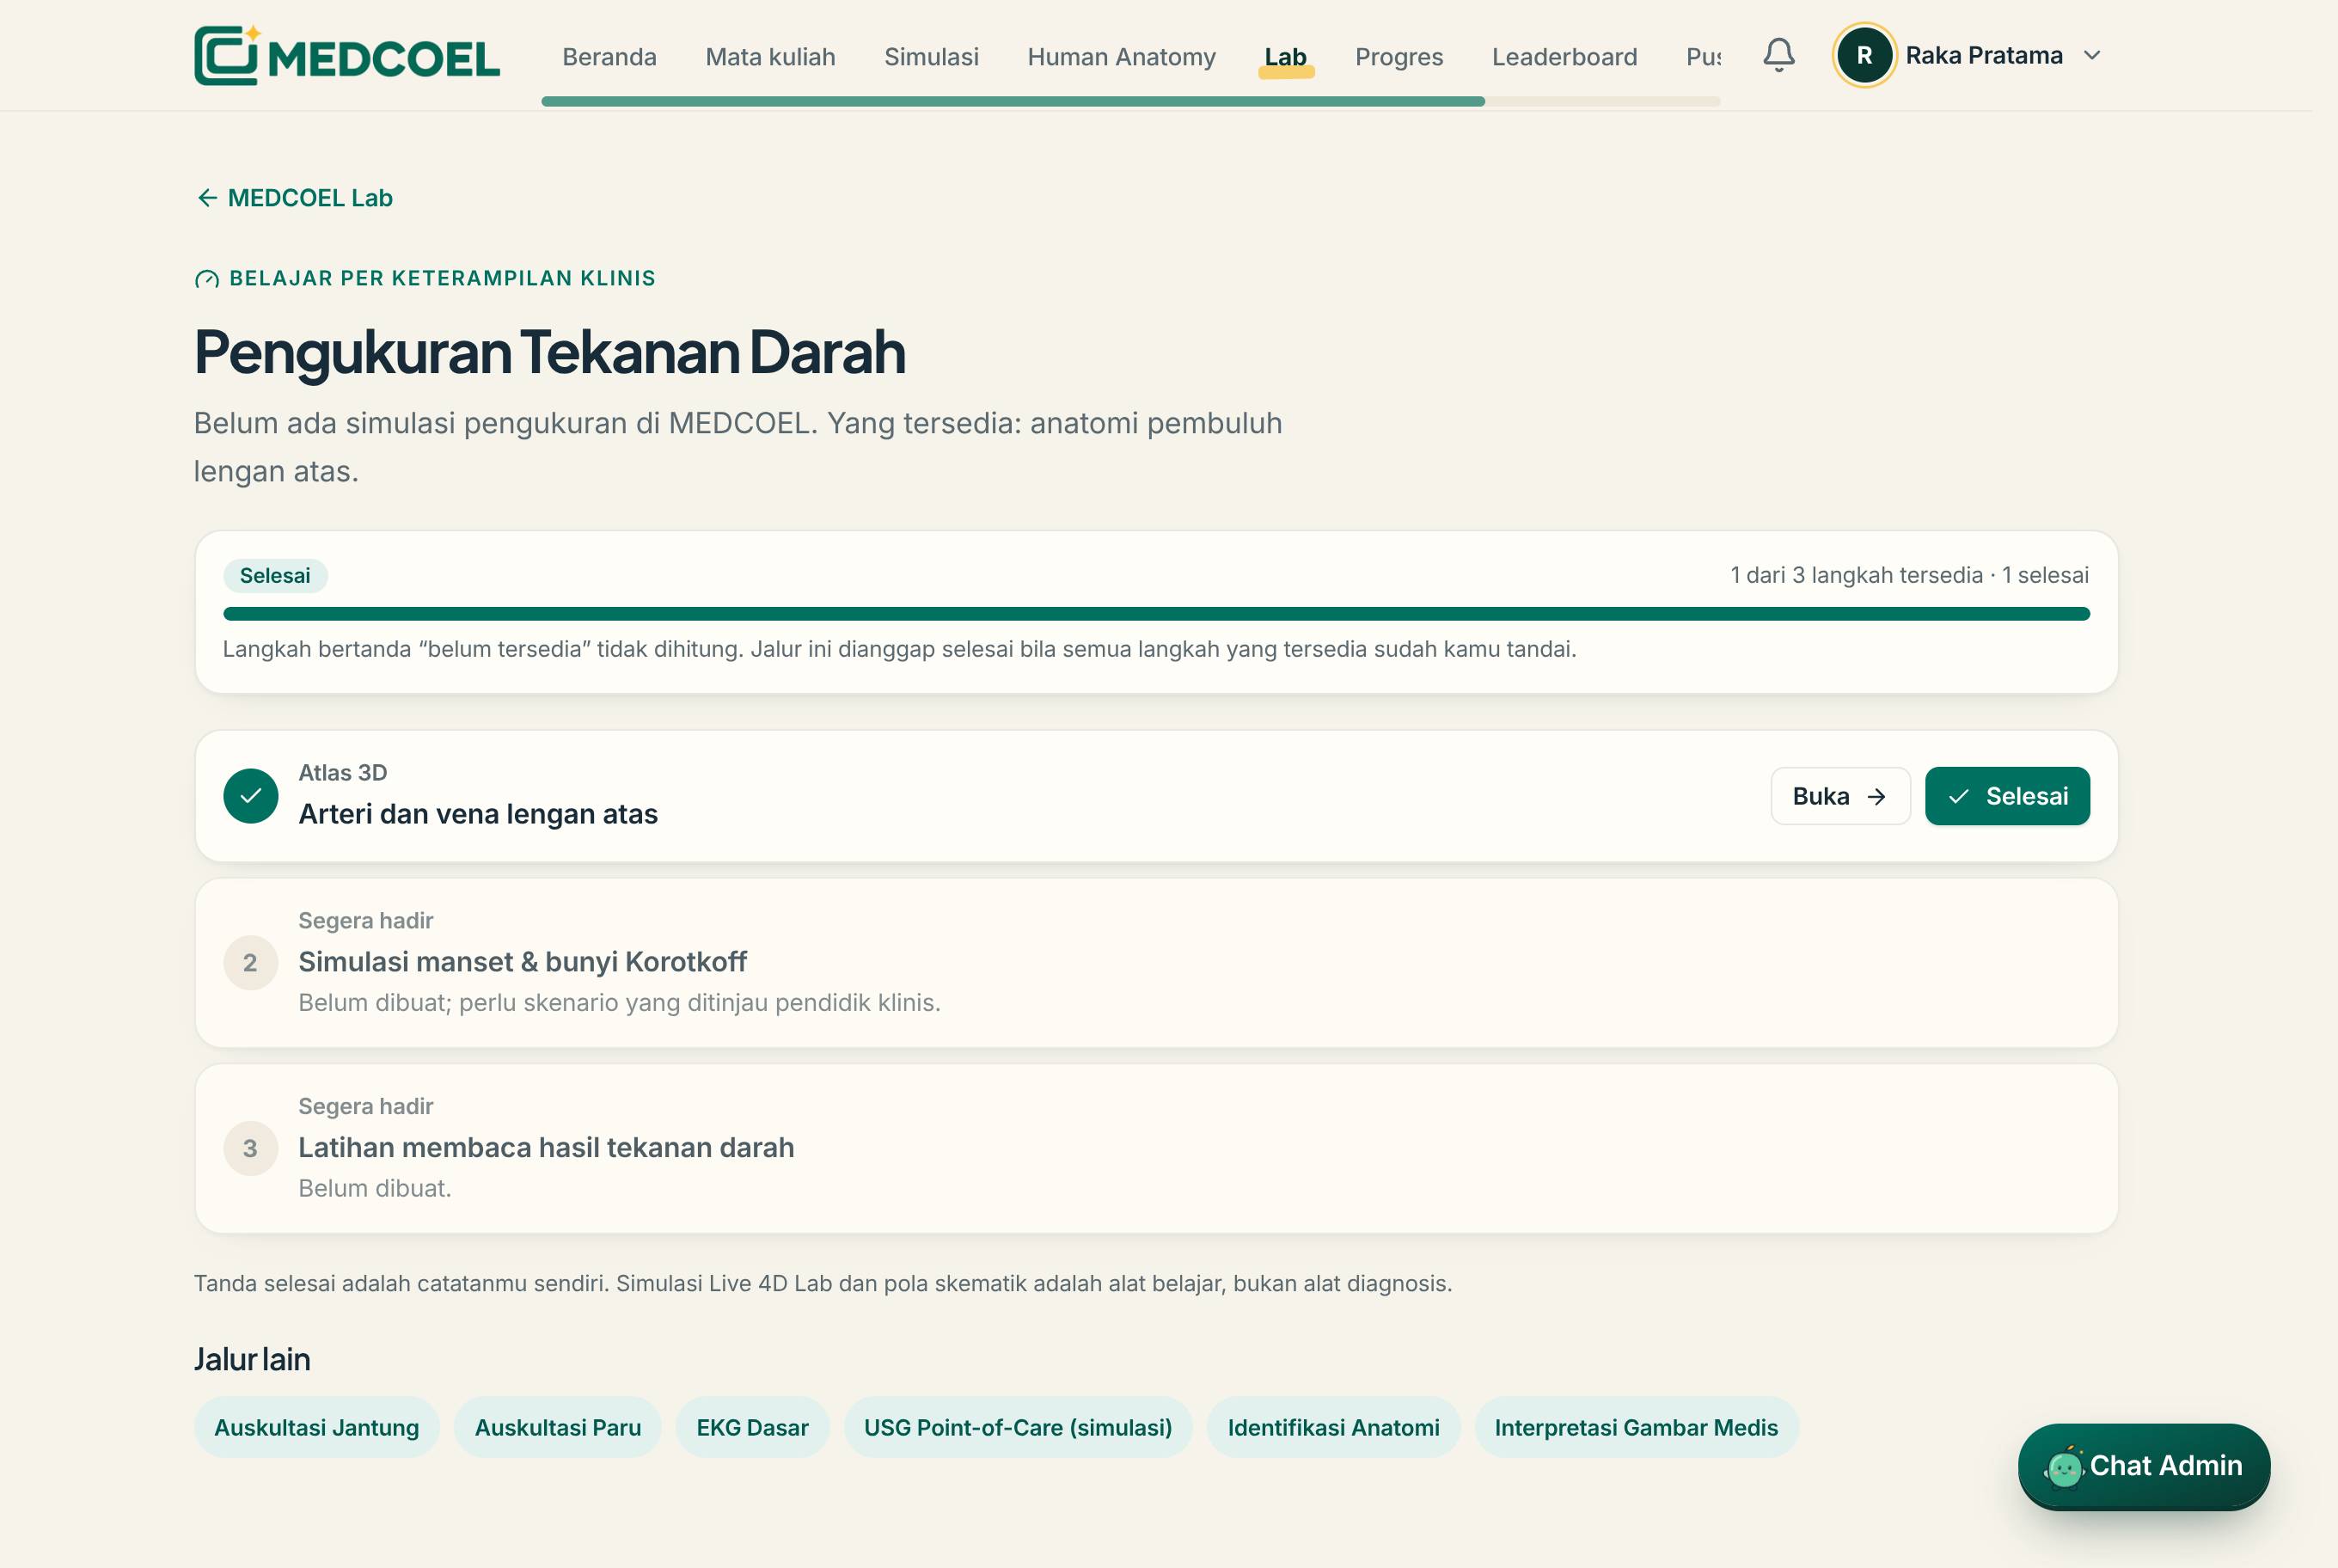 MEDCOEL
Beranda
Mata kuliah
Simulasi
Human Anatomy
Lab
Progres
Leaderboard
R
Raka Pratama
MEDCOEL Lab
BELAJAR PER KETERAMPILAN KLINIS
Pengukuran Tekanan Darah
Belum ada simulasi pengukuran di MEDCOEL. Yang tersedia: anatomi pembuluh
lengan atas.
Selesai
1 dari 3 langkah tersedia · 1 selesai
Langkah bertanda “belum tersedia” tidak dihitung. Jalur ini dianggap selesai bila semua langkah yang tersedia sudah kamu tandai.
Atlas 3D
Arteri dan vena lengan atas
Buka
Selesai
2
Segera hadir
Simulasi manset & bunyi Korotkoff
Belum dibuat; perlu skenario yang ditinjau pendidik klinis.
3
Segera hadir
Latihan membaca hasil tekanan darah
Belum dibuat.
Tanda selesai adalah catatanmu sendiri. Simulasi Live 4D Lab dan pola skematik adalah alat belajar, bukan alat diagnosis.
Jalur lain
Auskultasi Jantung
Auskultasi Paru
EKG Dasar
USG Point-of-Care (simulasi)
Identifikasi Anatomi
Interpretasi Gambar Medis
Chat Admin